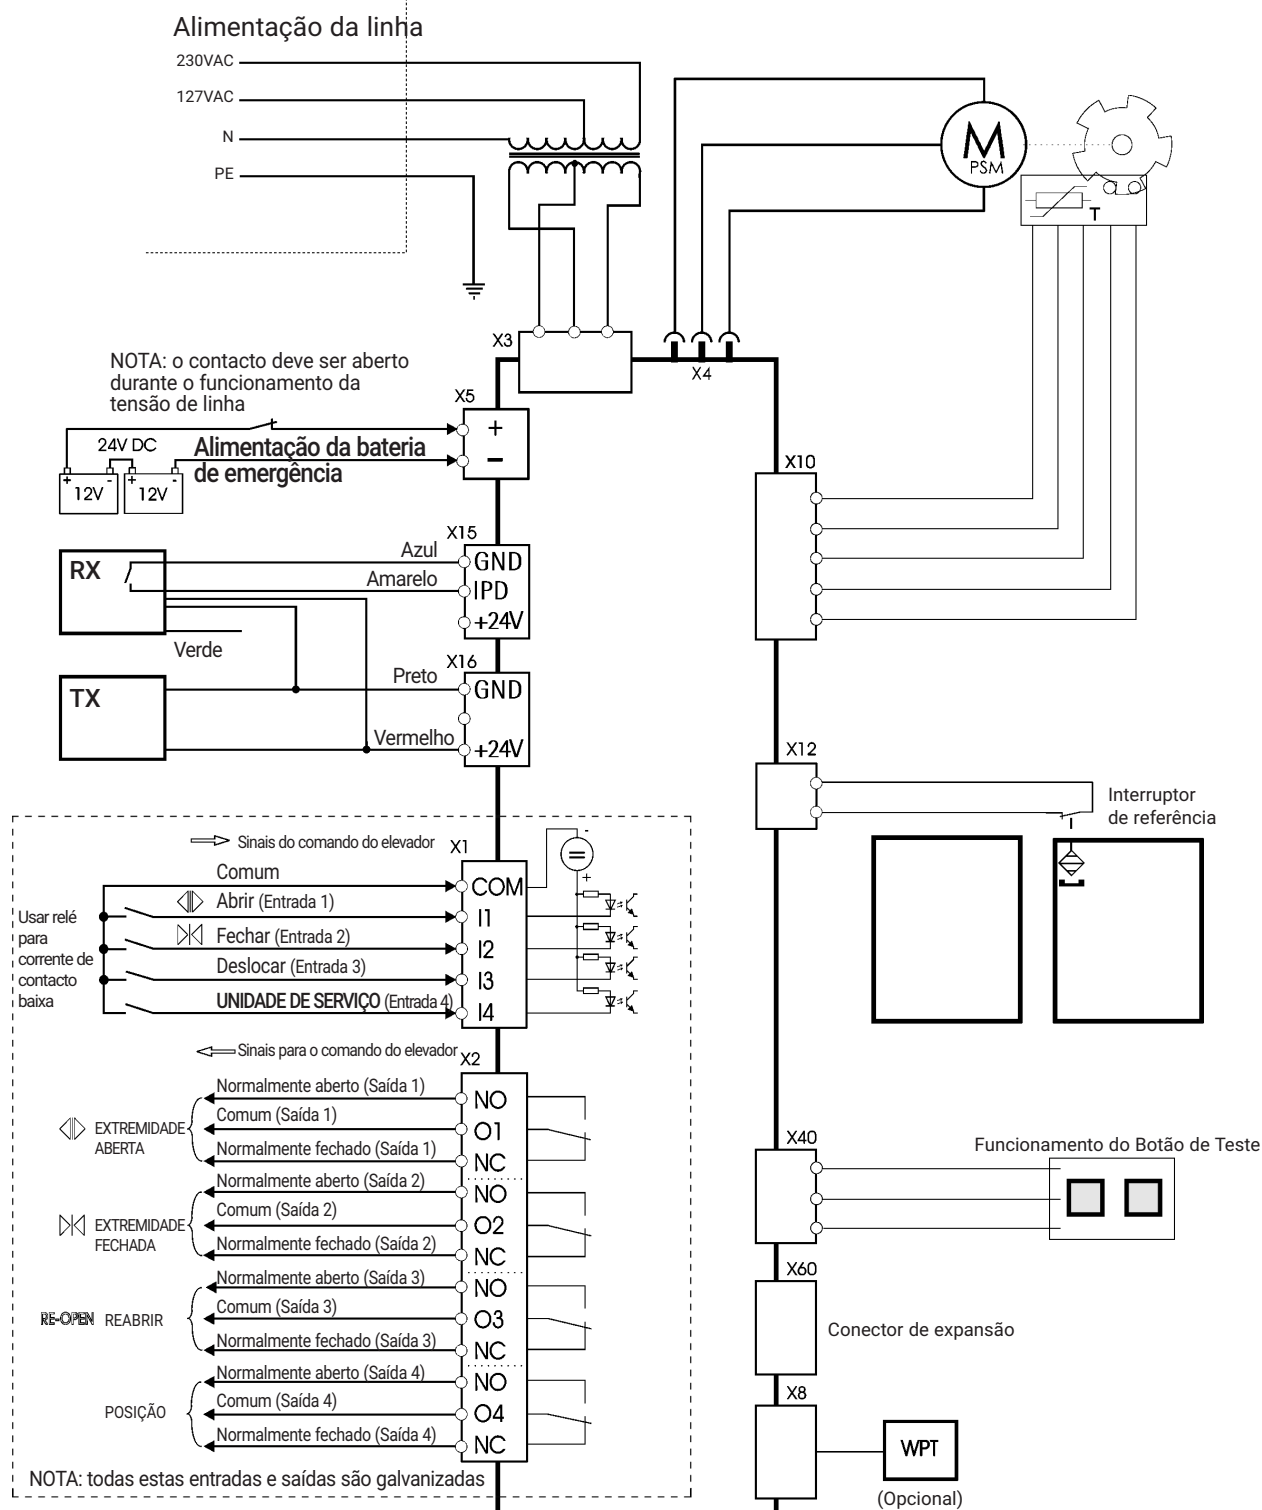 Alimentação da linha
230VAC
127VAC
N
PE
M
PSM
T
X3
X4
NOTA: o contacto deve ser aberto
durante o funcionamento da
tensão de linha
X5
+
−
24V DC
Alimentação da bateria
de emergência
+ -
12V
+ -
12V
X10
X15
RX
Azul
GND
Amarelo
IPD
+24V
Verde
X16
TX
Preto
GND
Vermelho
+24V
X12
Interruptor
de referência
Sinais do comando do elevador
X1
-
=
+
Comum
COM
Abrir (Entrada 1)
I1
Fechar (Entrada 2)
I2
Deslocar (Entrada 3)
I3
UNIDADE DE SERVIÇO (Entrada 4)
I4
Usar relé
para
corrente de
contacto
baixa
Sinais para o comando do elevador
X2
Normalmente aberto (Saída 1)
NO
Comum (Saída 1)
O1
Normalmente fechado (Saída 1)
NC
EXTREMIDADE
ABERTA
Normalmente aberto (Saída 2)
NO
Comum (Saída 2)
O2
Normalmente fechado (Saída 2)
NC
EXTREMIDADE
FECHADA
Normalmente aberto (Saída 3)
NO
Comum (Saída 3)
O3
Normalmente fechado (Saída 3)
NC
RE-OPEN REABRIR
Normalmente aberto (Saída 4)
NO
Comum (Saída 4)
O4
Normalmente fechado (Saída 4)
NC
POSIÇÃO
NOTA: todas estas entradas e saídas são galvanizadas
X40
Funcionamento do Botão de Teste
X60
Conector de expansão
X8
WPT
(Opcional)